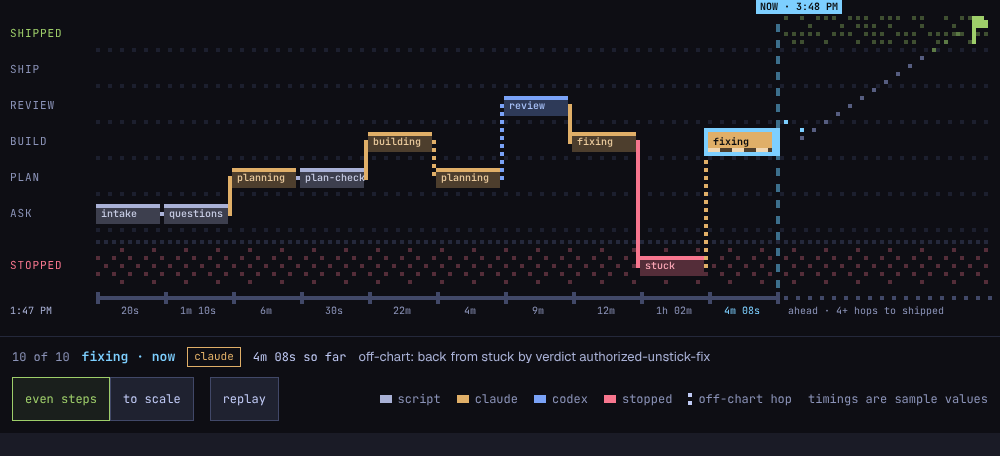 NOW · 3:48 PM
SHIPPED
SHIP
REVIEW
review
BUILD
building
fixing
fixing
PLAN
planning
plan-check
planning
ASK
intake
questions
STOPPED
stuck
1:47 PM
20s
1m 10s
6m
30s
22m
4m
9m
12m
1h 02m
4m 08s
ahead · 4+ hops to shipped
10 of 10 fixing · now claude 4m 08s so far off-chart: back from stuck by verdict authorized-unstick-fix
even steps to scale replay
script claude codex stopped off-chart hop timings are sample values